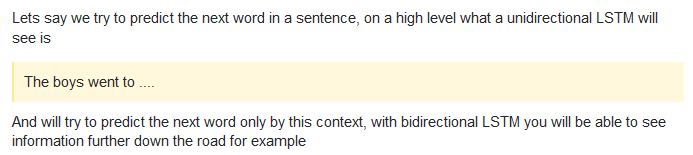 Lets say we try to predict the next word in a sentence, on a high level what a unidirectional LSTM will
see is
The boys went to ....
And will try to predict the next word only by this context, with bidirectional LSTM you will be able to see
information further down the road for example